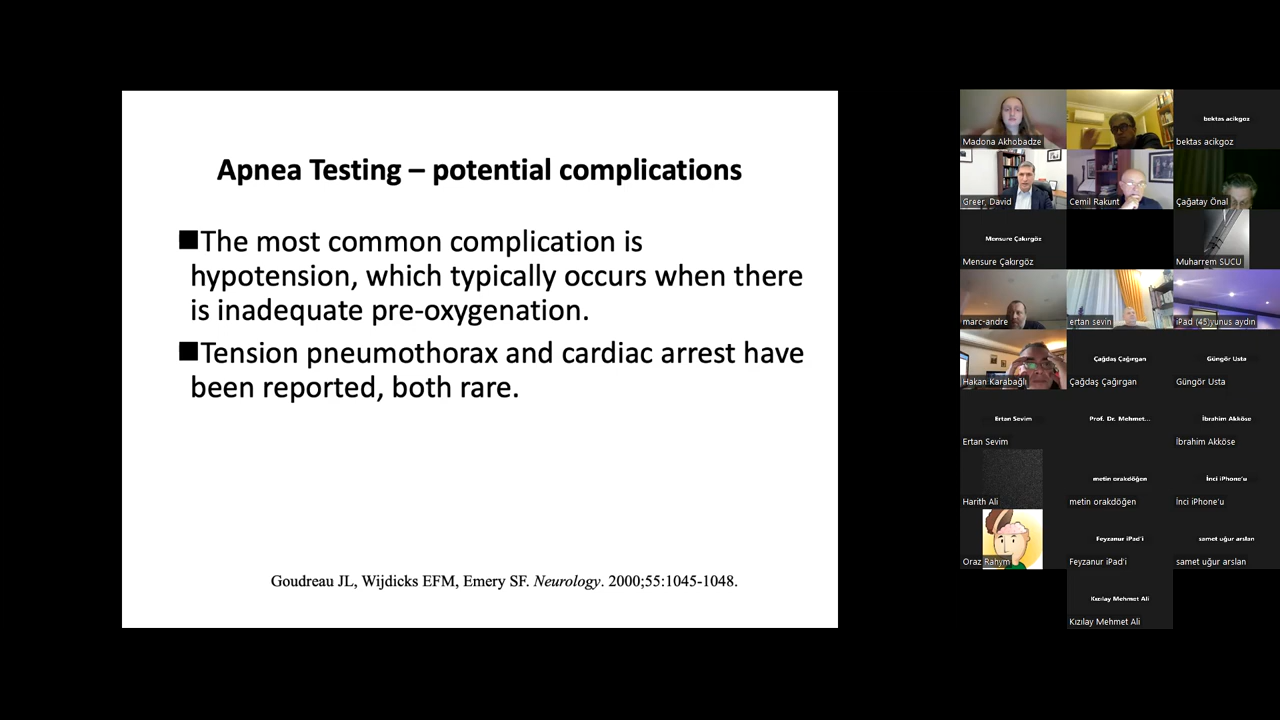 Apnea Testing – potential complications
■The most common complication is
hypotension, which typically occurs when there
is inadequate pre-oxygenation.
■Tension pneumothorax and cardiac arrest have
been reported, both rare.
Goudreau JL, Wijdicks EFM, Emery SF. Neurology. 2000;55:1045-1048.
Madona Akhobadze
bektas acikgoz
bektas acikgoz
Greer, David
Cemil Rakunt
Çağatay Önal
Mensure Çakırgöz
Mensure Çakırgöz
Muharrem SUCU
marc-andre
ertan sevin
iPad (45)yunus aydın
Hakan Karabağlı
Çağdaş Çağırgan
Çağdaş Çağırgan
Güngör Usta
Güngör Usta
Ertan Sevim
Ertan Sevim
Prof. Dr. Mehmet...
İbrahim Akköse
İbrahim Akköse
Harith Ali
metin orakdöğen
metin orakdöğen
İnci iPhone'u
İnci iPhone'u
Oraz Rahym
Feyzanur iPad'i
Feyzanur iPad'i
samet uğur arslan
samet uğur arslan
Kızılay Mehmet Ali
Kızılay Mehmet Ali